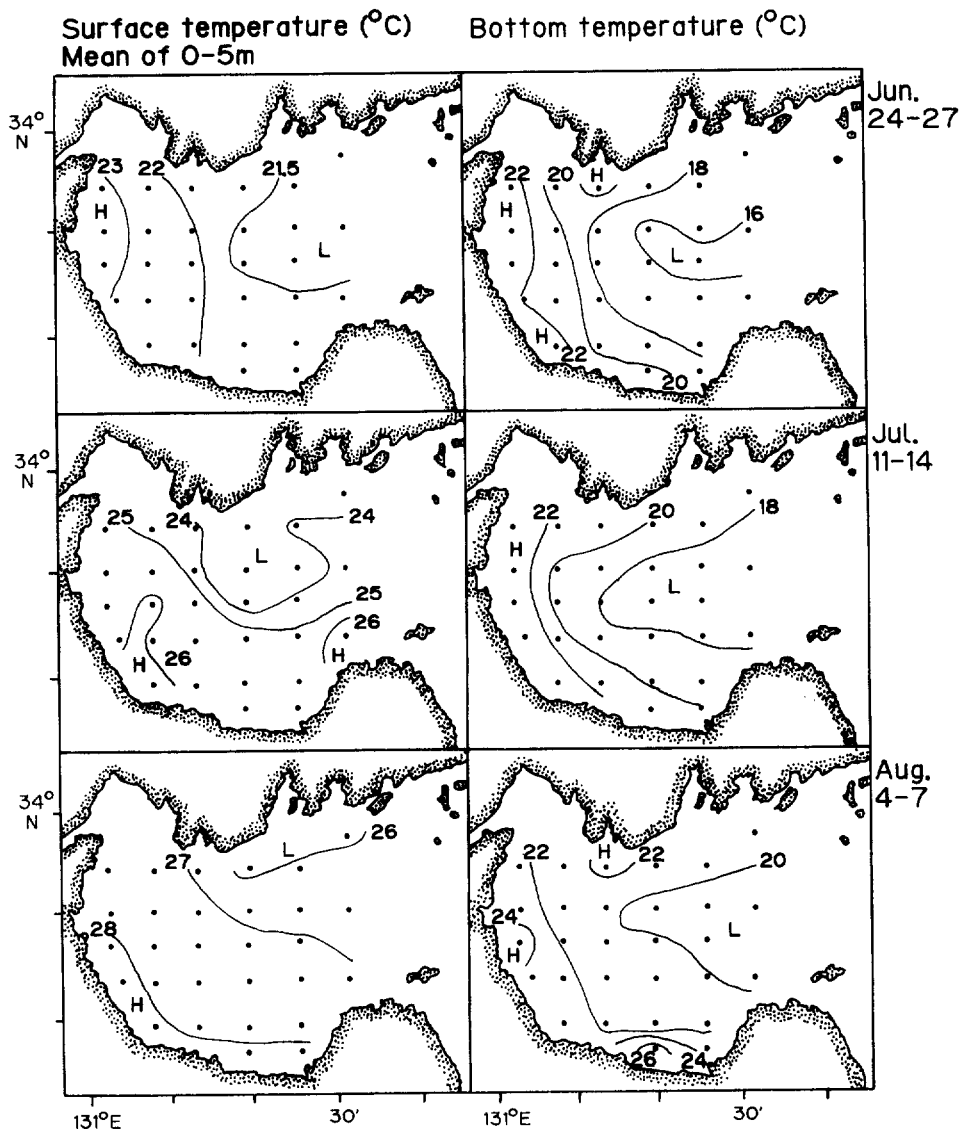 Surface temperature (°C)
Mean of 0-5m
Bottom temperature (°C)
Jun.
24-27
34°
N
23
22
21.5
H
L
22
20
H
18
H
16
L
H
22
20
Jul.
11-14
34°
N
25
24
24
L
25
26
H
26
H
22
20
18
H
L
Aug.
4-7
34°
N
26
L
27
28
H
22
H
22
20
24
H
L
26
24
131°E
30'
131°E
30'